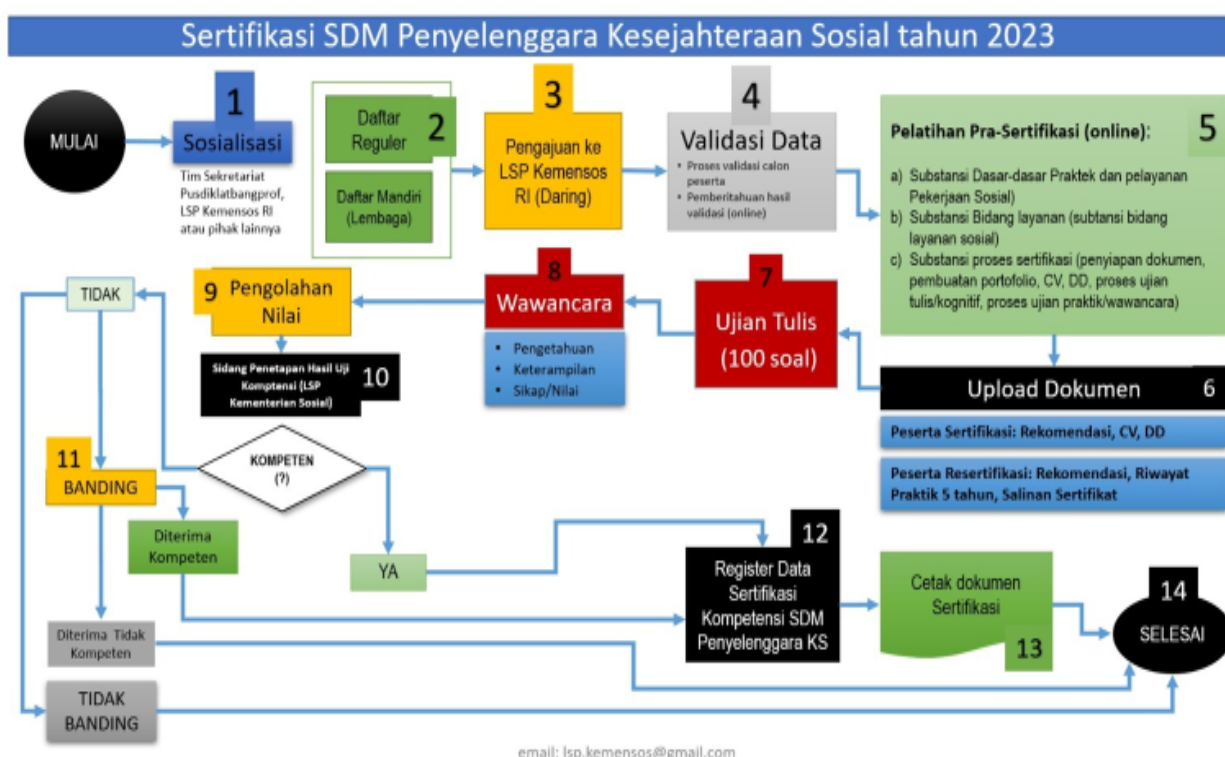 Sertifikasi SDM Penyelenggara Kesejahteraan Sosial tahun 2023
MULAI
1
Sosialisasi
Tim Sekretariat
Pusdiklatbangprof,
LSP Kemensos RI
atau pihak lainnya
2
Daftar
Reguler
Daftar Mandiri
(Lembaga)
3
Pengajuan ke
LSP Kemensos
RI (Daring)
4
Validasi Data
• Proses validasi calon
peserta
• Pemberitahuan hasil
validasi (online)
5
Pelatihan Pra-Sertifikasi (online):
a) Substansi Dasar-dasar Praktek dan pelayanan
Pekerjaan Sosial)
b) Substansi Bidang layanan (subtansi bidang
layanan sosial)
c) Substansi proses sertifikasi (penyiapan dokumen,
pembuatan portofolio, CV, DD, proses ujian
tulis/kognitif, proses ujian praktik/wawancara)
Upload Dokumen 6
Peserta Sertifikasi: Rekomendasi, CV, DD
Peserta Resertifikasi: Rekomendasi, Riwayat
Praktik 5 tahun, Salinan Sertifikat
7
Ujian Tulis
(100 soal)
8
Wawancara
• Pengetahuan
• Keterampilan
• Sikap/Nilai
9
Pengolahan
Nilai
Sidang Penetapan Hasil Uji
Komptensi (LSP
Kementerian Sosial)
10
KOMPETEN
(?)
TIDAK
11
BANDING
Diterima
Kompeten
YA
Diterima Tidak
Kompeten
TIDAK
BANDING
12
Register Data
Sertifikasi
Kompetensi SDM
Penyelenggara KS
Cetak dokumen
Sertifikasi
13
14
SELESAI
email: lsp.kemensos@gmail.com